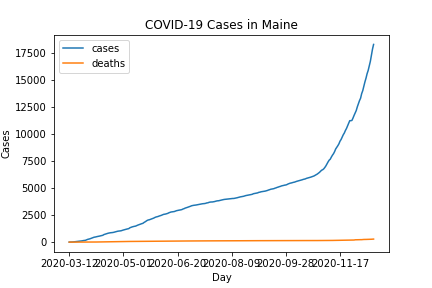 COVID-19 Cases in Maine
cases
deaths
17500
15000
12500
10000
7500
5000
2500
0
Cases
2020-03-12 2020-05-01 2020-06-20 2020-08-09 2020-09-28 2020-11-17
Day